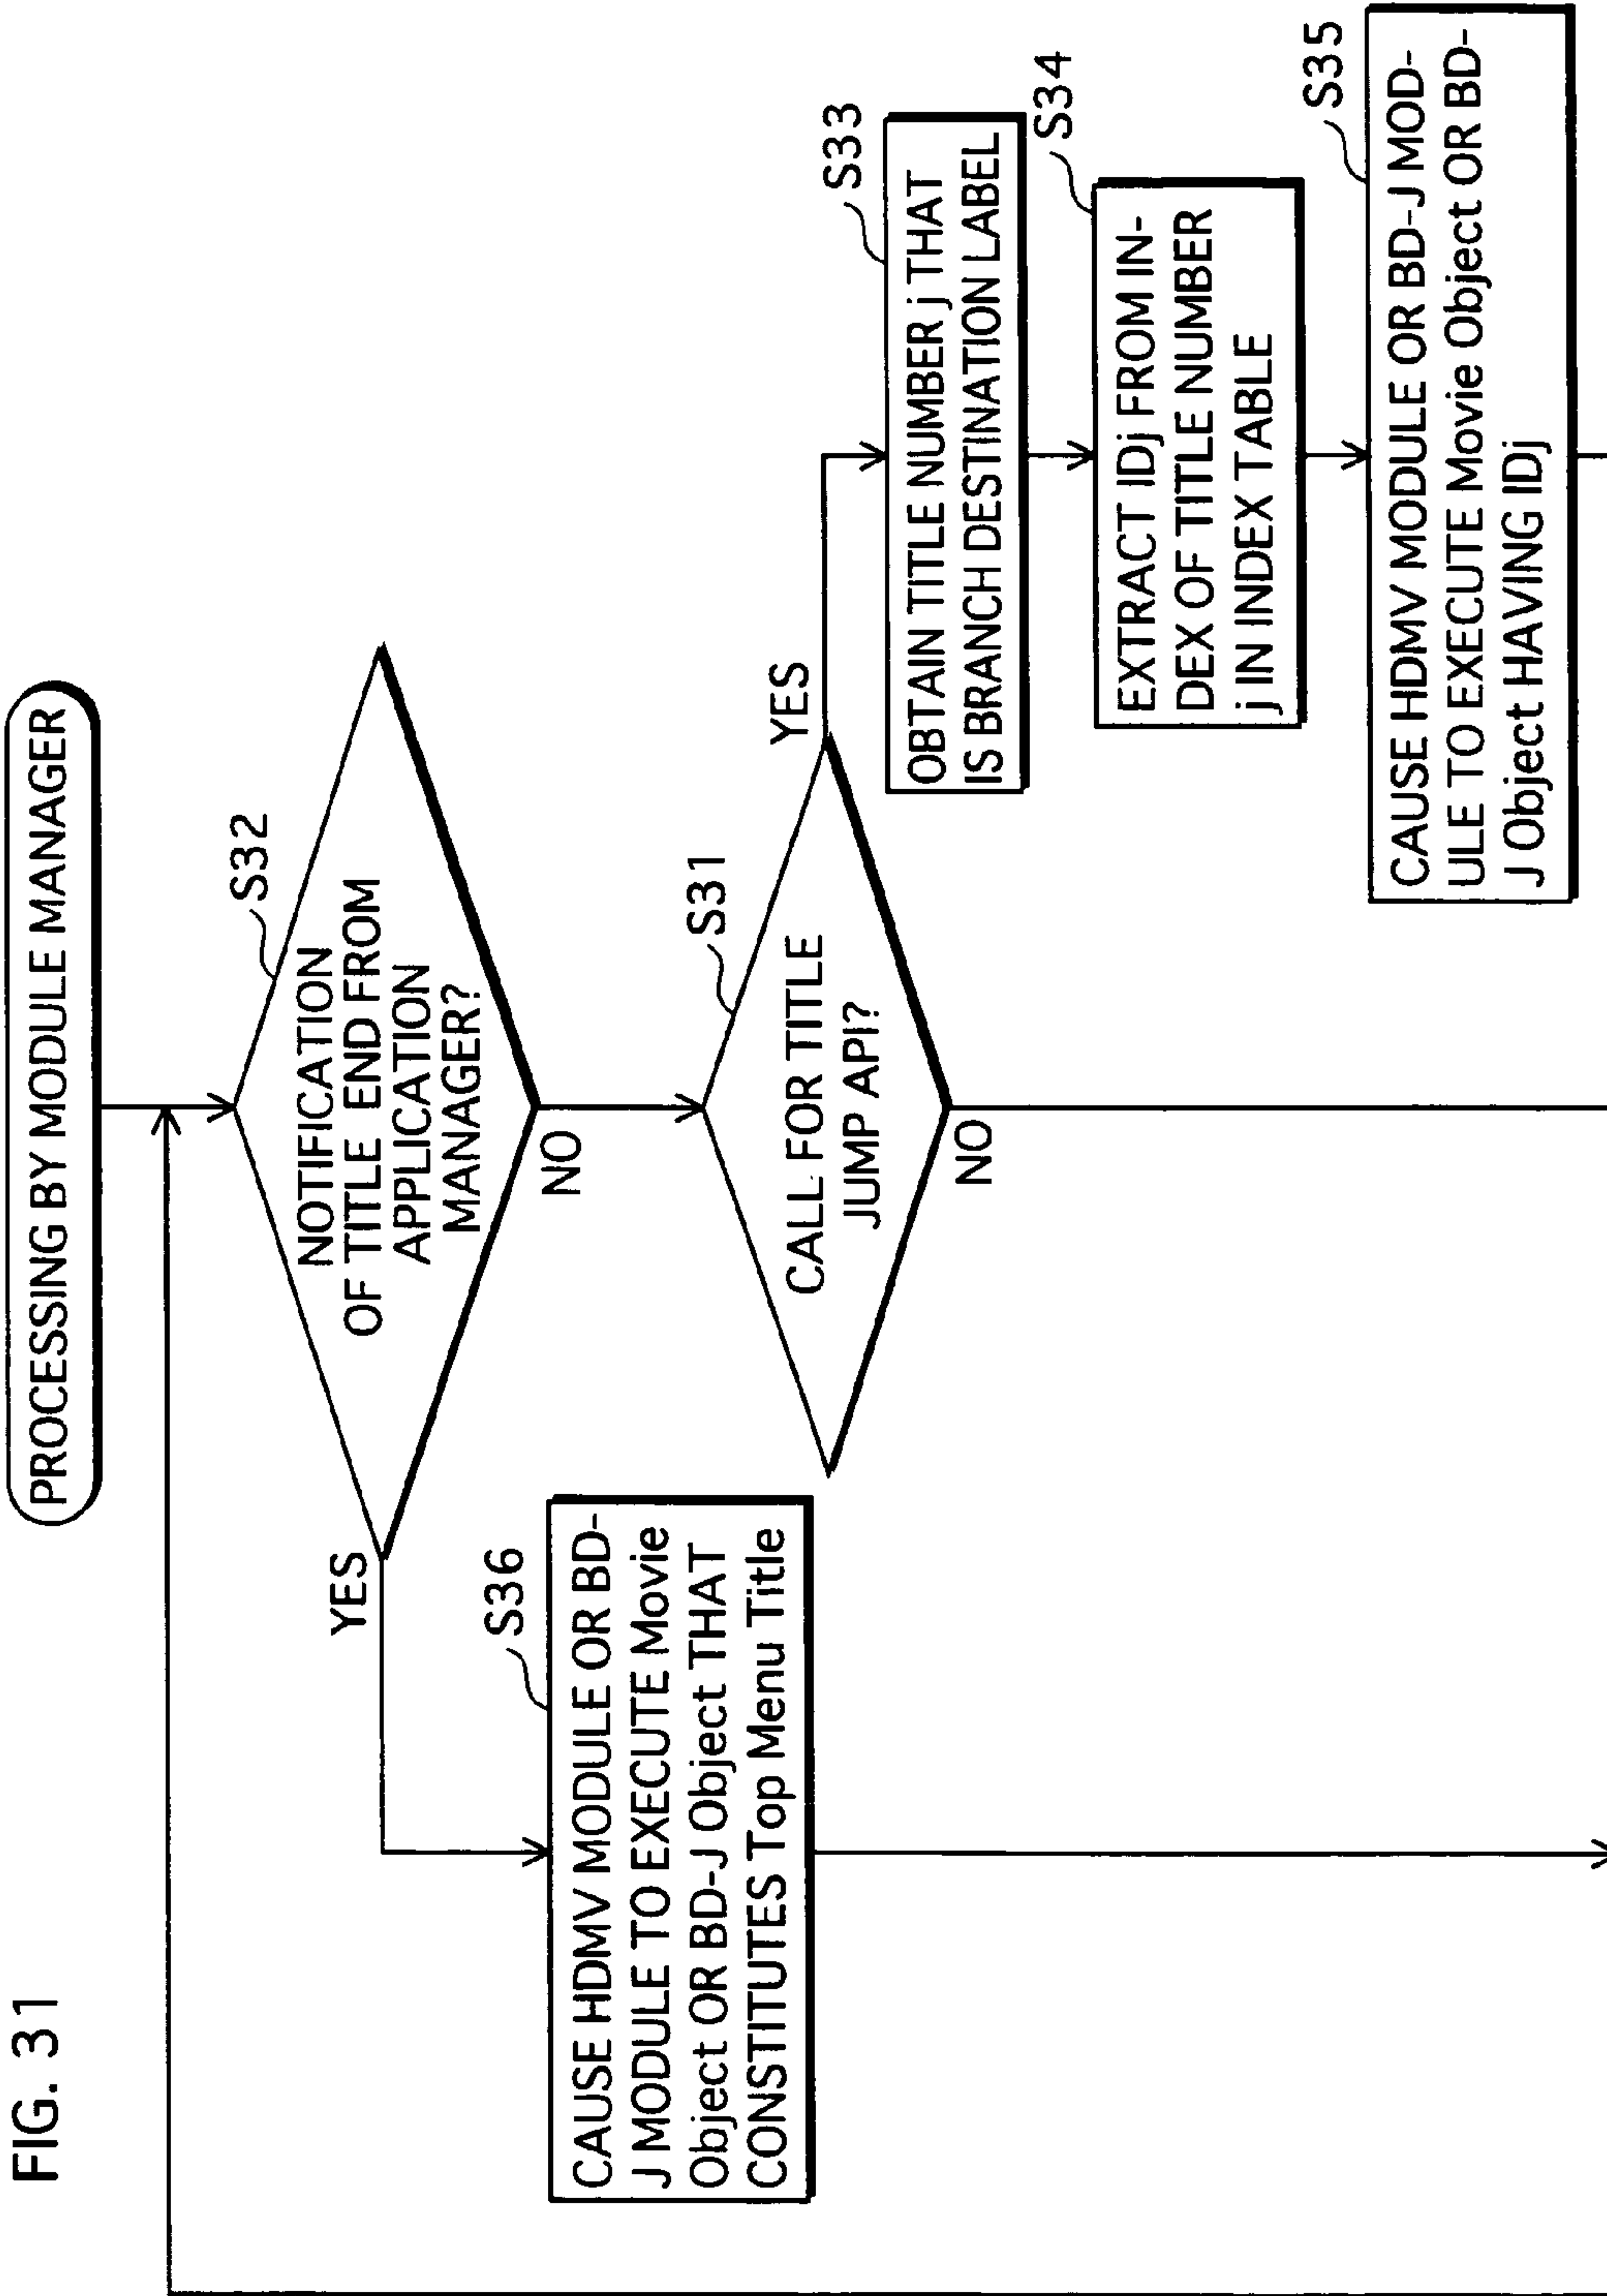 FIG. 31
PROCESSING BY MODULE MANAGER
S32
NOTIFICATION
OF TITLE END FROM
APPLICATION
MANAGER?
YES
NO
S36
CAUSE HDMV MODULE OR BD-
J MODULE TO EXECUTE Movie
Object OR BD-J Object THAT
CONSTITUTES Top Menu Title
S31
CALL FOR TITLE
JUMP API?
YES
NO
S33
OBTAIN TITLE NUMBER j THAT
IS BRANCH DESTINATION LABEL
S34
EXTRACT IDj FROM IN-
DEX OF TITLE NUMBER
j IN INDEX TABLE
S35
CAUSE HDMV MODULE OR BD-J MOD-
ULE TO EXECUTE Movie Object OR BD-
J Object HAVING IDj